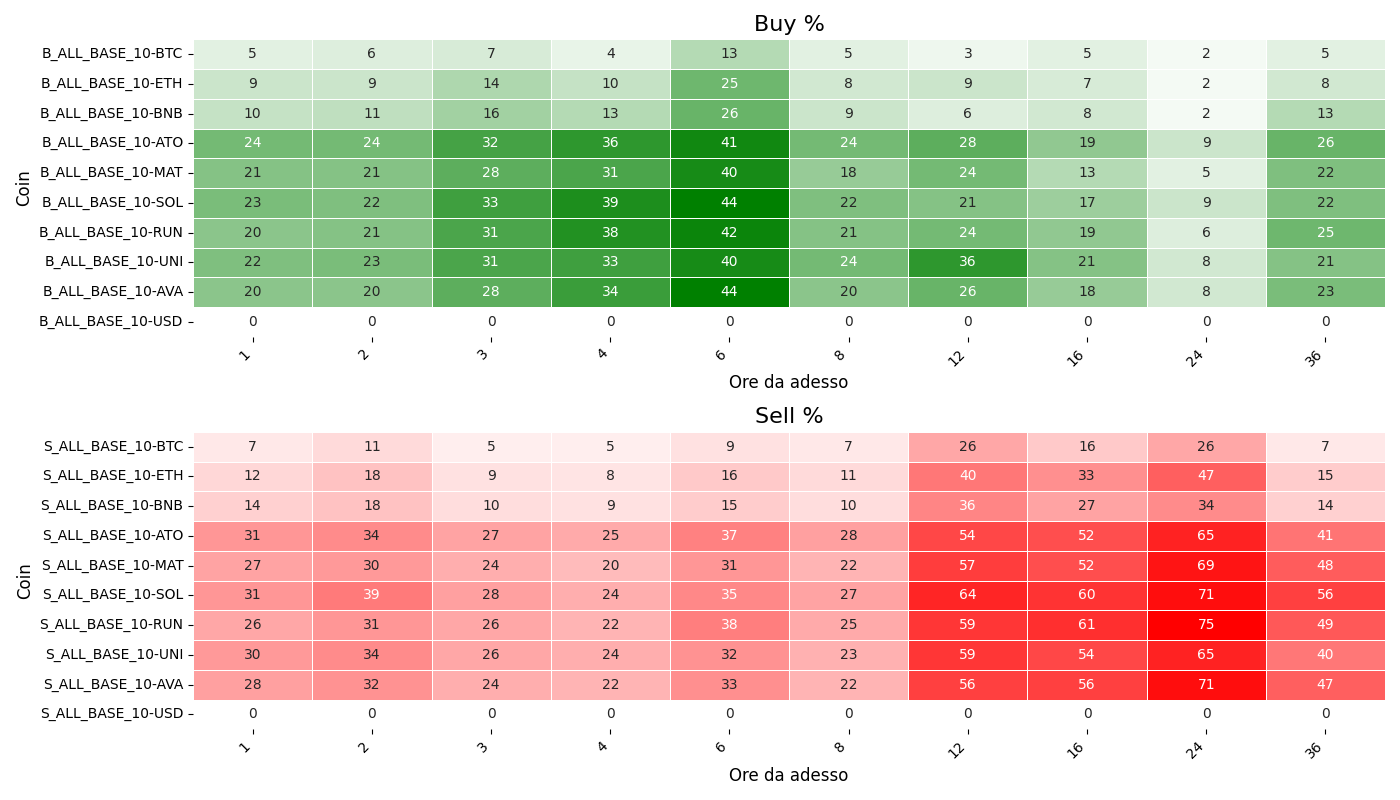 Buy %
Coin
B_ALL_BASE_10-BTC 5 6 7 4 13 5 3 5 2 5
B_ALL_BASE_10-ETH 9 9 14 10 25 8 9 7 2 8
B_ALL_BASE_10-BNB 10 11 16 13 26 9 6 8 2 13
B_ALL_BASE_10-ATO 24 24 32 36 41 24 28 19 9 26
B_ALL_BASE_10-MAT 21 21 28 31 40 18 24 13 5 22
B_ALL_BASE_10-SOL 23 22 33 39 44 22 21 17 9 22
B_ALL_BASE_10-RUN 20 21 31 38 42 21 24 19 6 25
B_ALL_BASE_10-UNI 22 23 31 33 40 24 36 21 8 21
B_ALL_BASE_10-AVA 20 20 28 34 44 20 26 18 8 23
B_ALL_BASE_10-USD 0 0 0 0 0 0 0 0 0 0
1 2 3 4 6 8 12 16 24 36
Ore da adesso
Sell %
Coin
S_ALL_BASE_10-BTC 7 11 5 5 9 7 26 16 26 7
S_ALL_BASE_10-ETH 12 18 9 8 16 11 40 33 47 15
S_ALL_BASE_10-BNB 14 18 10 9 15 10 36 27 34 14
S_ALL_BASE_10-ATO 31 34 27 25 37 28 54 52 65 41
S_ALL_BASE_10-MAT 27 30 24 20 31 22 57 52 69 48
S_ALL_BASE_10-SOL 31 39 28 24 35 27 64 60 71 56
S_ALL_BASE_10-RUN 26 31 26 22 38 25 59 61 75 49
S_ALL_BASE_10-UNI 30 34 26 24 32 23 59 54 65 40
S_ALL_BASE_10-AVA 28 32 24 22 33 22 56 56 71 47
S_ALL_BASE_10-USD 0 0 0 0 0 0 0 0 0 0
1 2 3 4 6 8 12 16 24 36
Ore da adesso